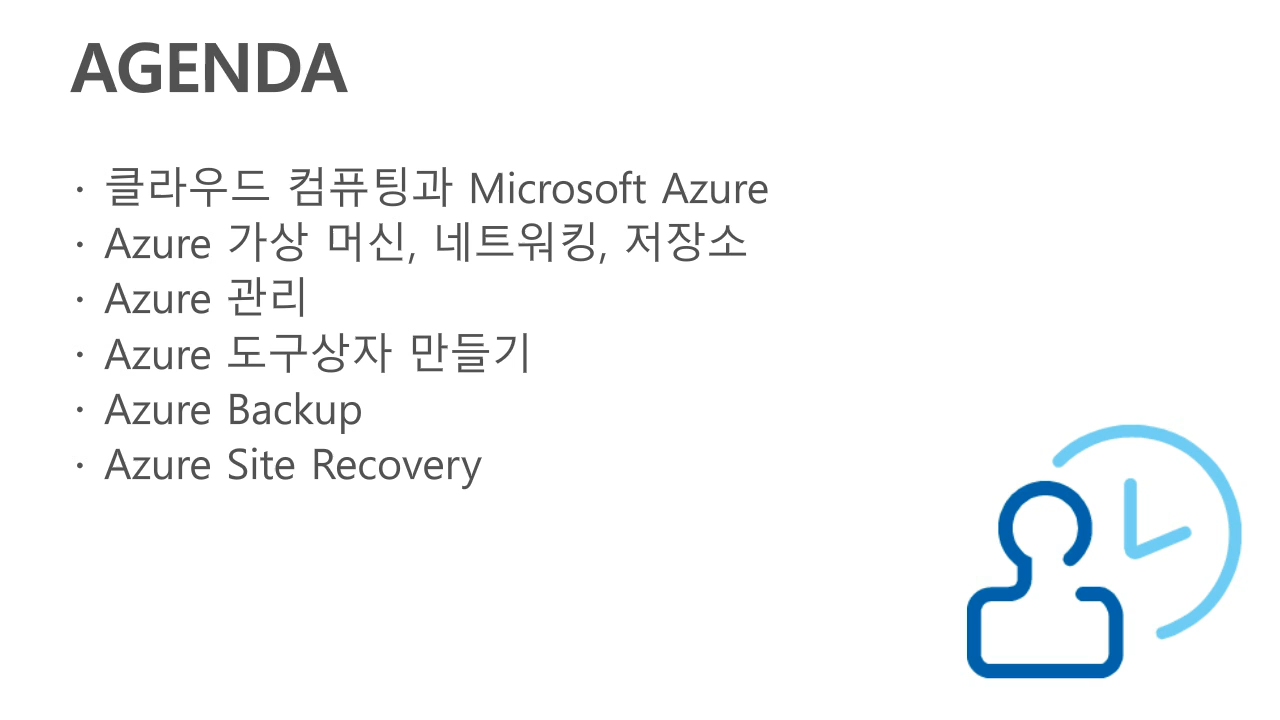 AGENDA
· 클라우드 컴퓨팅과 Microsoft Azure
· Azure 가상 머신, 네트워킹, 저장소
· Azure 관리
· Azure 도구상자 만들기
· Azure Backup
· Azure Site Recovery